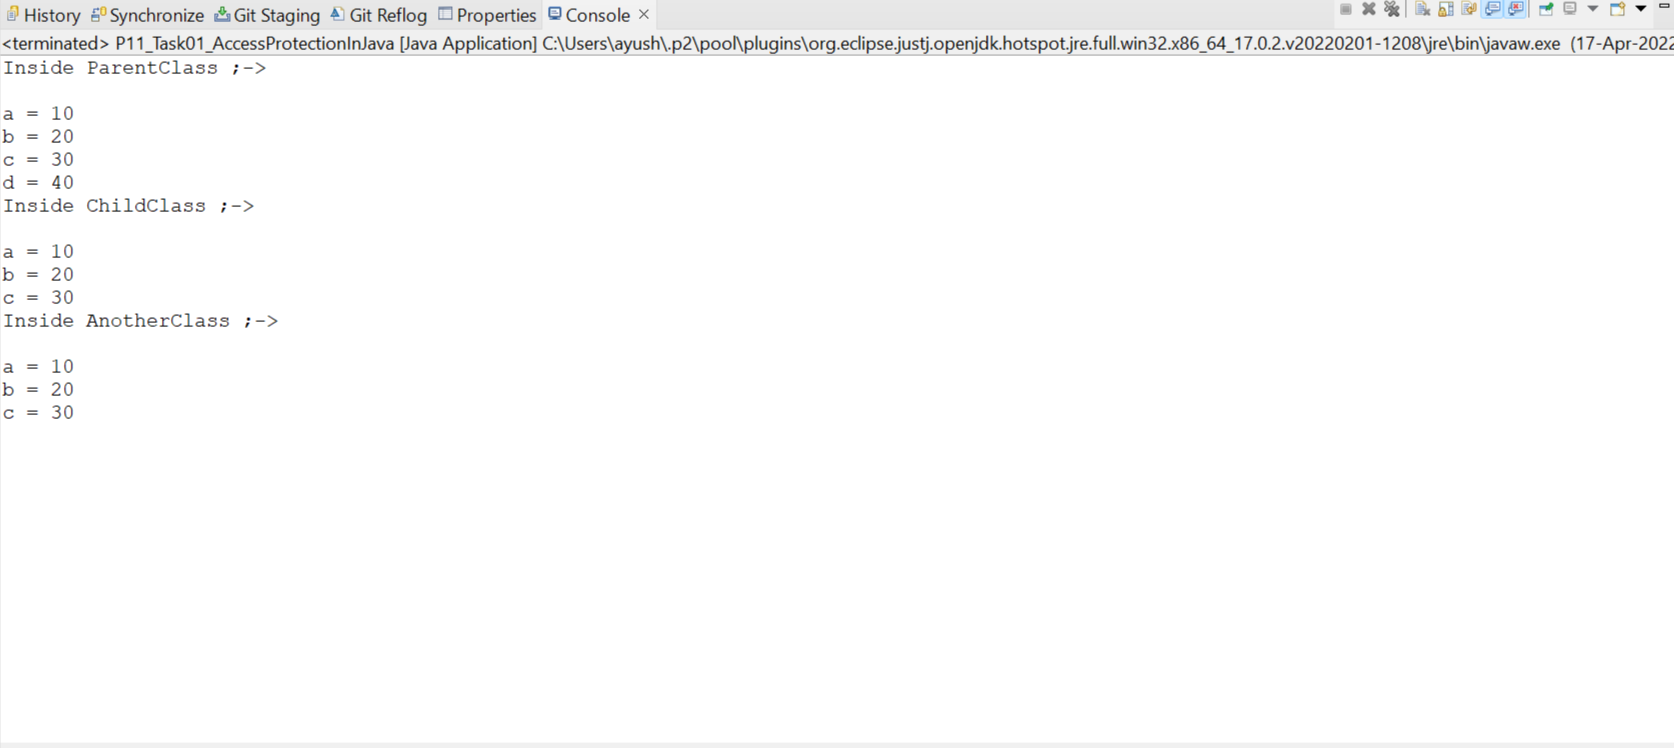 History Synchronize Git Staging Git Reflog Properties Console
<terminated> P11_Task01_AccessProtectionInJava [Java Application] C:\Users\ayush\.p2\pool\plugins\org.eclipse.justj.openjdk.hotspot.jre.full.win32.x86_64_17.0.2.v20220201-1208\jre\bin\javaw.exe (17-Apr-2022
Inside ParentClass ;->
a = 10
b = 20
c = 30
d = 40
Inside ChildClass ;->
a = 10
b = 20
c = 30
Inside AnotherClass ;->
a = 10
b = 20
c = 30